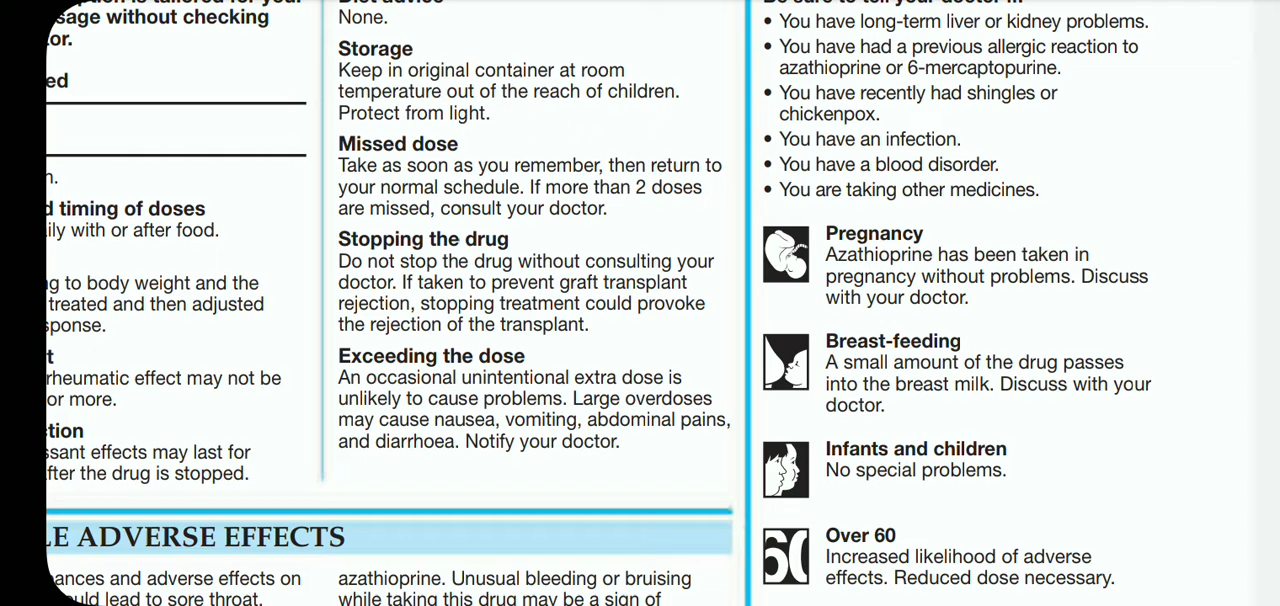 sage without checking
or.
ed
n.
d timing of doses
ily with or after food.
g to body weight and the
treated and then adjusted
sponse.
t
rheumatic effect may not be
or more.
tion
ssant effects may last for
fter the drug is stopped.
None.
Storage
Keep in original container at room
temperature out of the reach of children.
Protect from light.
Missed dose
Take as soon as you remember, then return to
your normal schedule. If more than 2 doses
are missed, consult your doctor.
Stopping the drug
Do not stop the drug without consulting your
doctor. If taken to prevent graft transplant
rejection, stopping treatment could provoke
the rejection of the transplant.
Exceeding the dose
An occasional unintentional extra dose is
unlikely to cause problems. Large overdoses
may cause nausea, vomiting, abdominal pains,
and diarrhoea. Notify your doctor.
LE ADVERSE EFFECTS
ances and adverse effects on
uld lead to sore throat,
azathioprine. Unusual bleeding or bruising
while taking this drug may be a sign of
• You have long-term liver or kidney problems.
• You have had a previous allergic reaction to
azathioprine or 6-mercaptopurine.
• You have recently had shingles or
chickenpox.
• You have an infection.
• You have a blood disorder.
• You are taking other medicines.
Pregnancy
Azathioprine has been taken in
pregnancy without problems. Discuss
with your doctor.
Breast-feeding
A small amount of the drug passes
into the breast milk. Discuss with your
doctor.
Infants and children
No special problems.
60
Over 60
Increased likelihood of adverse
effects. Reduced dose necessary.